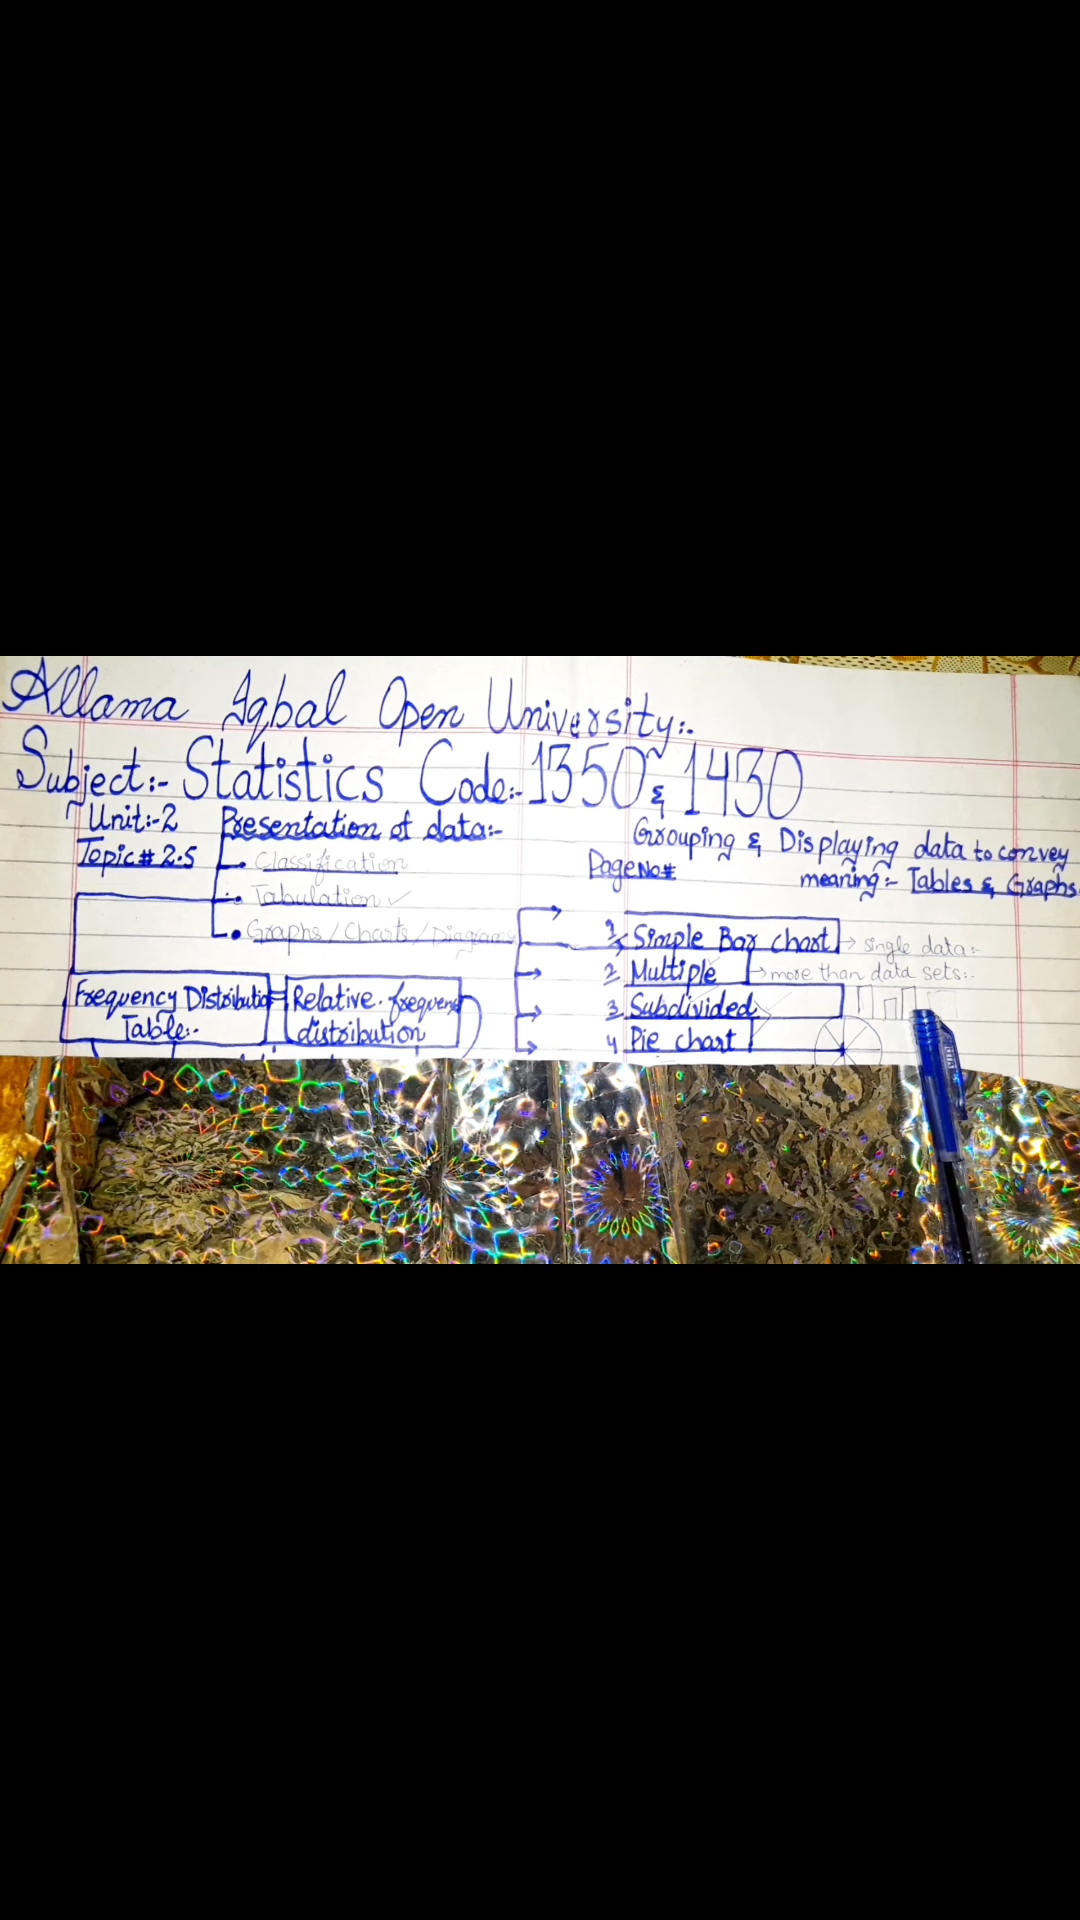 Allama Iqbal Open University:-
Subject:- Statistics Code:- 1350 & 1430
Unit:-2 Presentation of data:-
Topic # 2.5
Grouping & Displaying data to convey
meaning:- Tables & Graphs
Page No#
Classification
Tabulation ✓
Graphs / Charts / Diagrams
Frequency Distributio
Table:-
Relative. frequen
distribution
1 Simple Bar chart → single data:-
2 Multiple → more than data sets:-
3 Subdivided
4 Pie chart